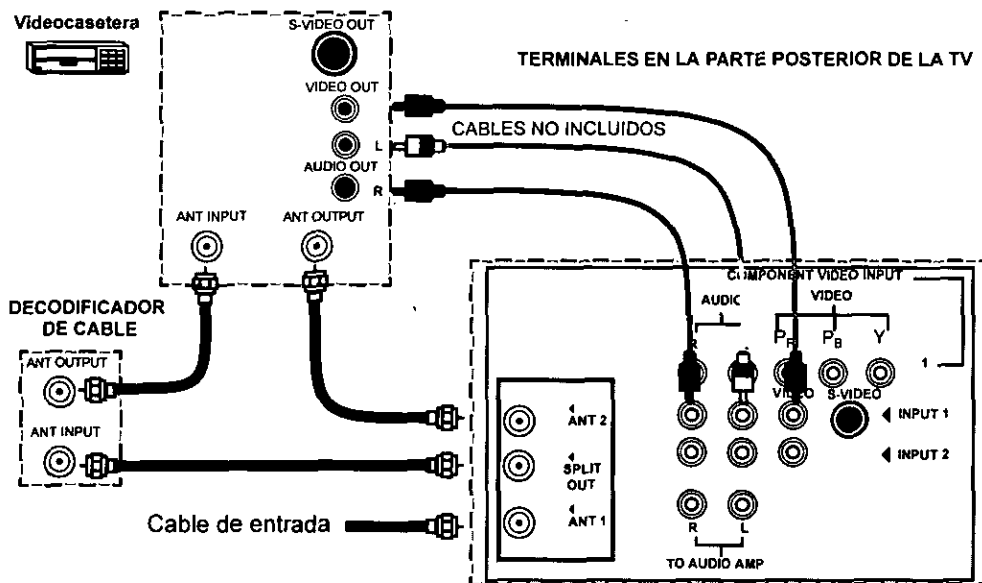 Videocasetera
S-VIDEO OUT
TERMINALES EN LA PARTE POSTERIOR DE LA TV
VIDEO OUT
CABLES NO INCLUIDOS
L
AUDIO OUT
R
ANT INPUT
ANT OUTPUT
COMPONENT VIDEO INPUT
DECODIFICADOR
DE CABLE
AUDIO
VIDEO
R
PR
PB
Y
1
ANT OUTPUT
VIDEO
S-VIDEO
ANT 2
INPUT 1
ANT INPUT
INPUT 2
SPLIT
OUT
Cable de entrada
ANT 1
R
L
TO AUDIO AMP